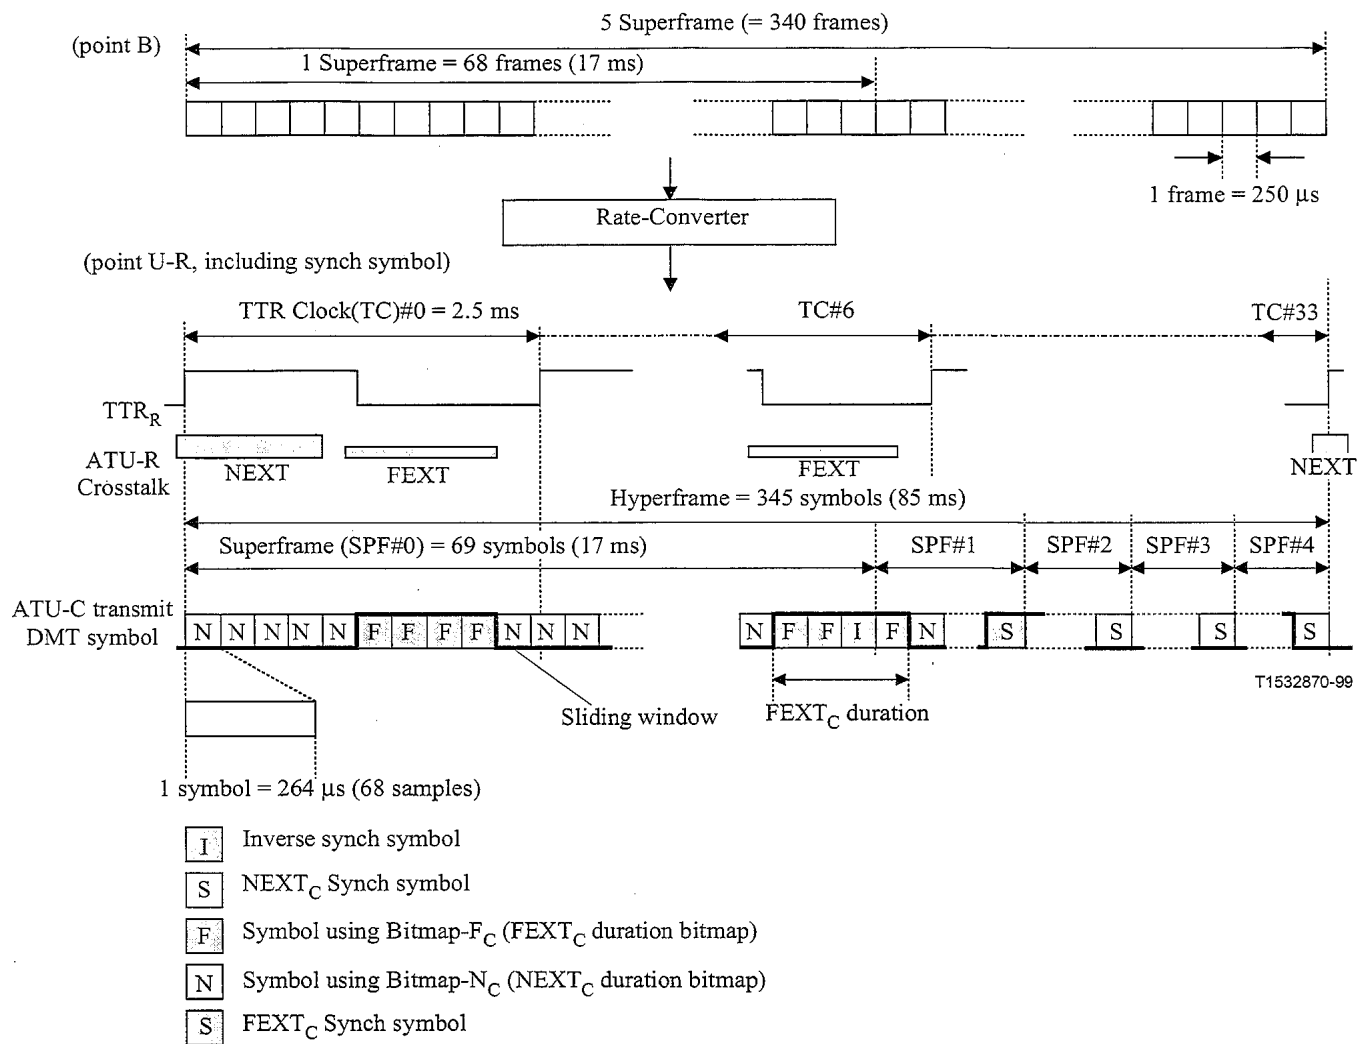 5 Superframe (= 340 frames)
(point B)
1 Superframe = 68 frames (17 ms)
1 frame = 250 μs
Rate-Converter
(point U-R, including synch symbol)
TTR Clock(TC)#0 = 2.5 ms
TC#6
TC#33
TTR_R
ATU-R
Crosstalk
NEXT
FEXT
FEXT
NEXT
Hyperframe = 345 symbols (85 ms)
Superframe (SPF#0) = 69 symbols (17 ms)
SPF#1
SPF#2
SPF#3
SPF#4
ATU-C transmit
DMT symbol
N N N N N F F F F N N N
N F F I F N
S
S
S
S
T1532870-99
Sliding window
FEXT_C duration
1 symbol = 264 μs (68 samples)
I Inverse synch symbol
S NEXT_C Synch symbol
F Symbol using Bitmap-F_C (FEXT_C duration bitmap)
N Symbol using Bitmap-N_C (NEXT_C duration bitmap)
S FEXT_C Synch symbol